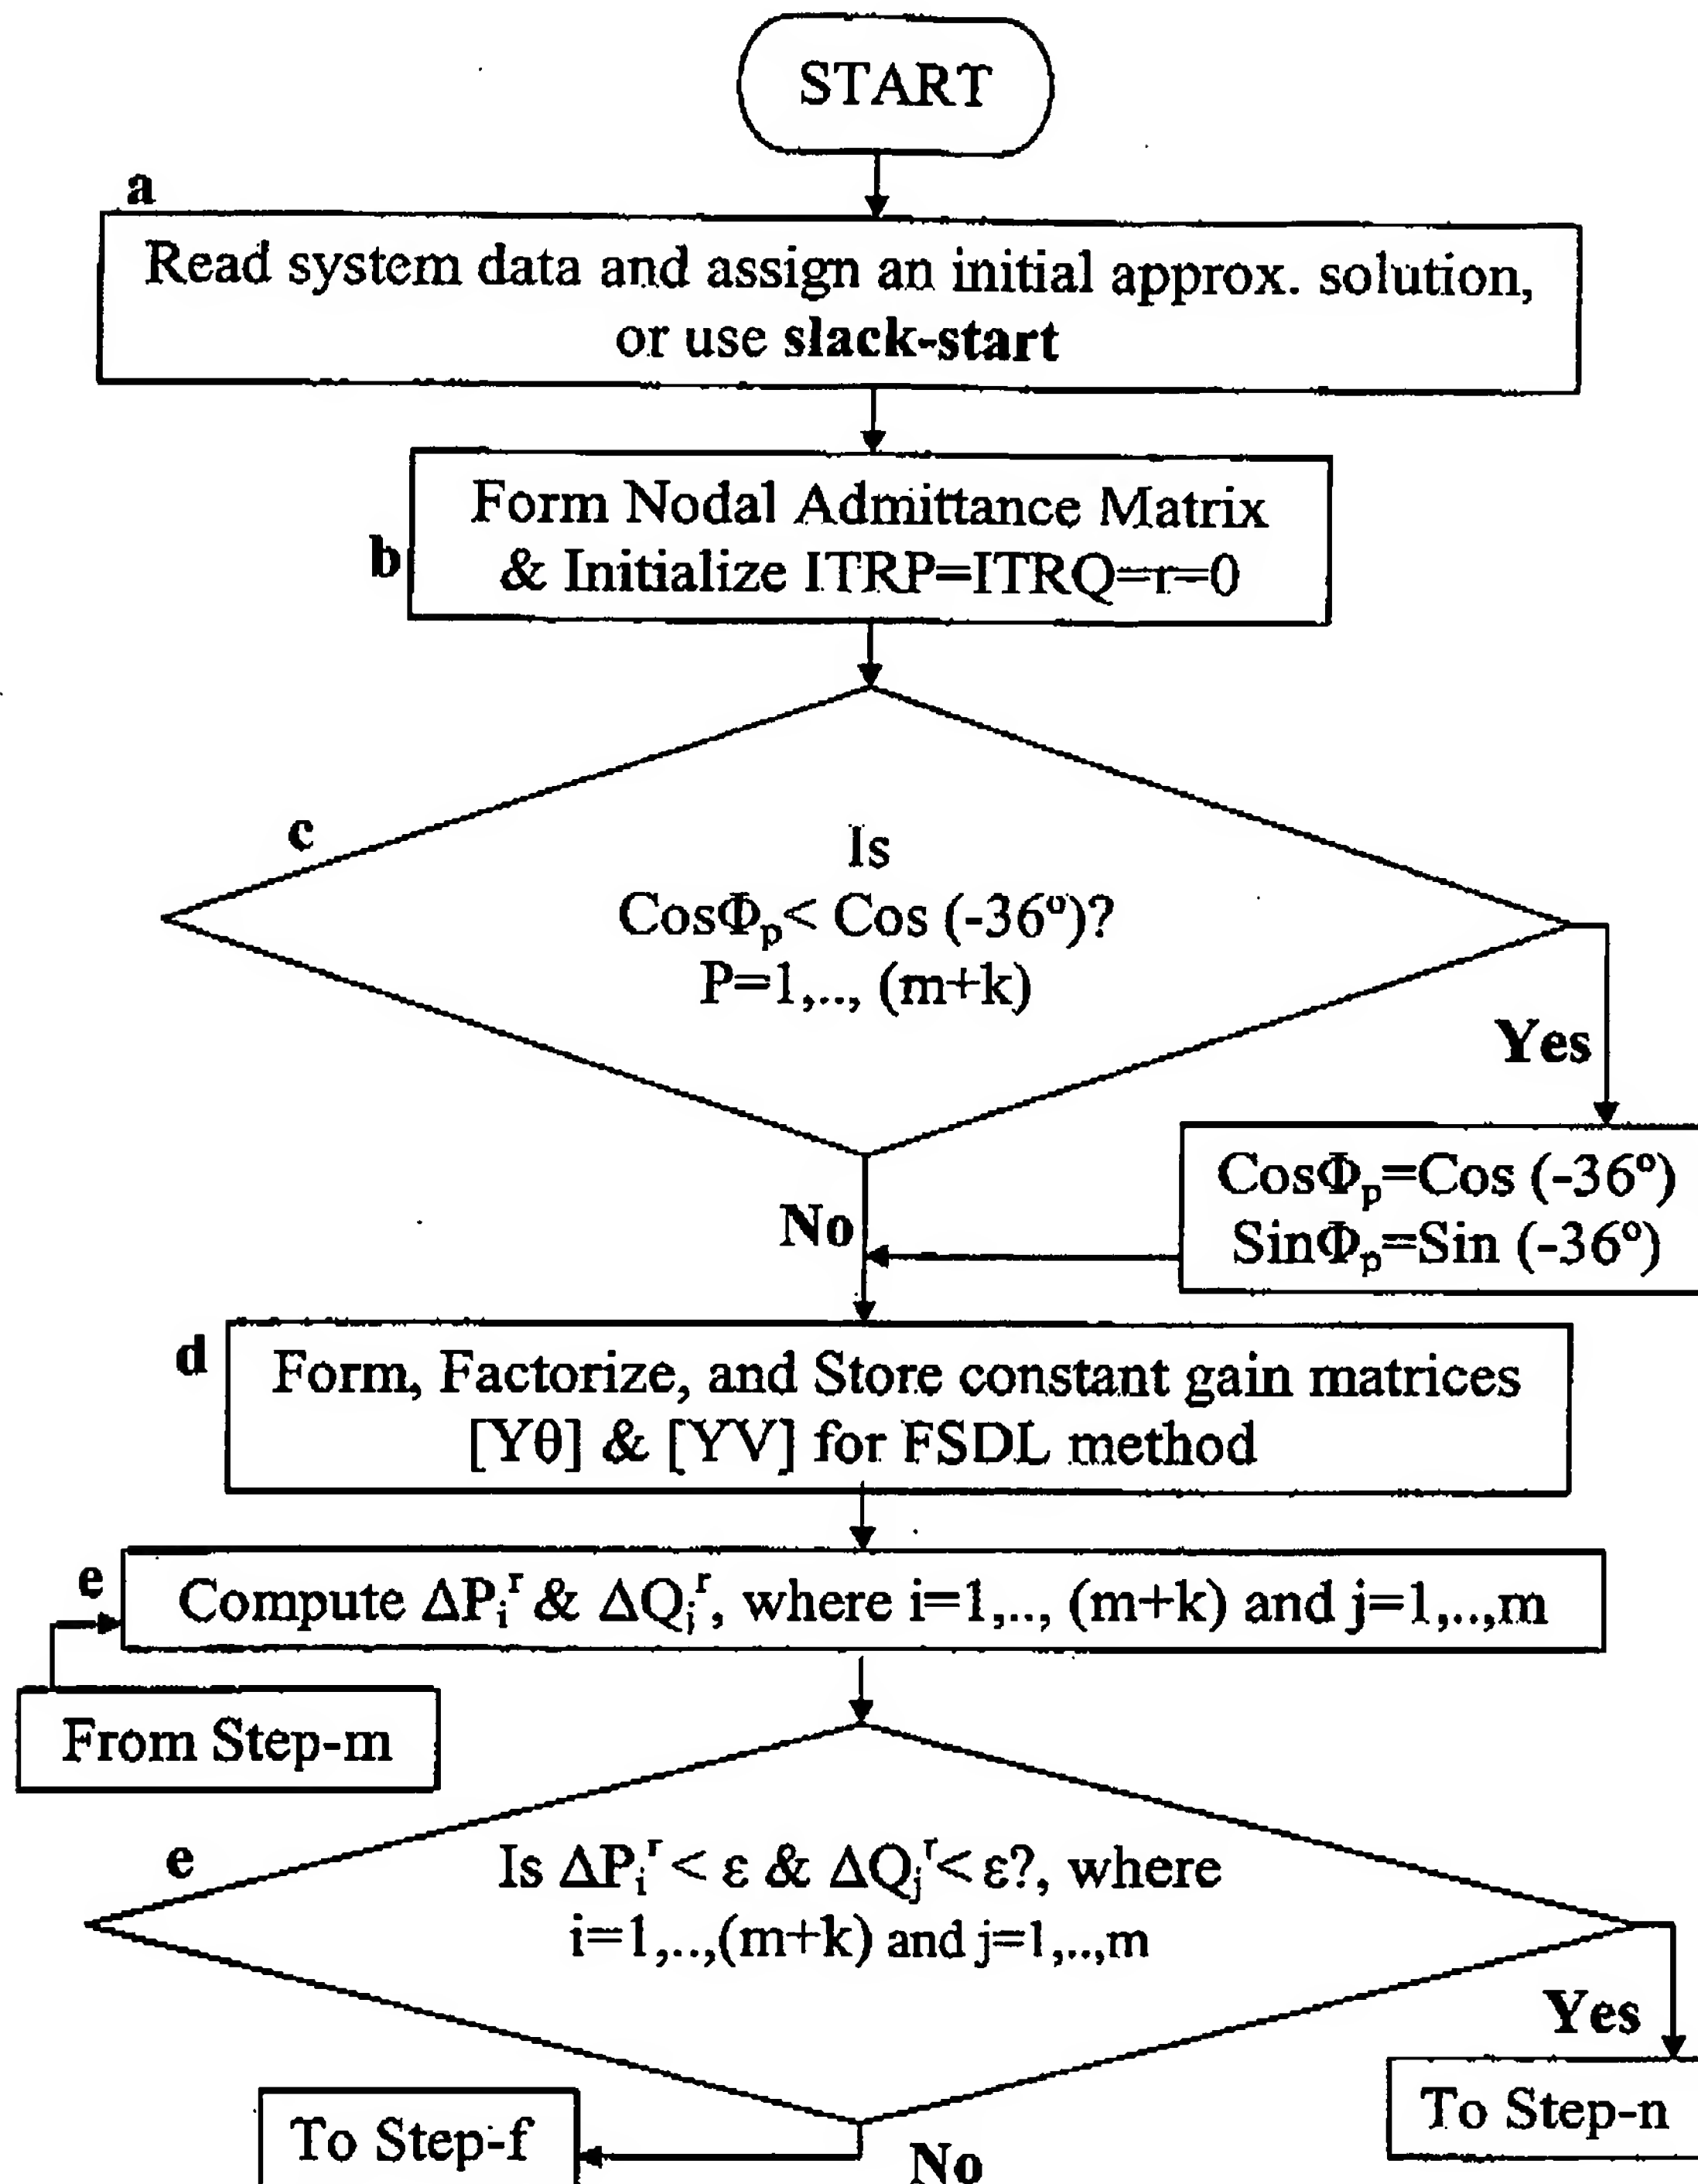 START
a
Read system data and assign an initial approx. solution,
or use slack-start
b
Form Nodal Admittance Matrix
& Initialize ITRP=ITRQ=r=0
c
Is
CosΦₚ< Cos (-36º)?
P=1,.., (m+k)
Yes
CosΦₚ=Cos (-36º)
SinΦₚ=Sin (-36º)
No
d
Form, Factorize, and Store constant gain matrices
[Yθ] & [YV] for FSDL method
e
Compute ΔPᵢʳ & ΔQⱼʳ, where i=1,.., (m+k) and j=1,..,m
From Step-m
e
Is ΔPᵢʳ < ε & ΔQⱼʳ< ε?, where
i=1,..,(m+k) and j=1,..,m
Yes
To Step-n
To Step-f
No